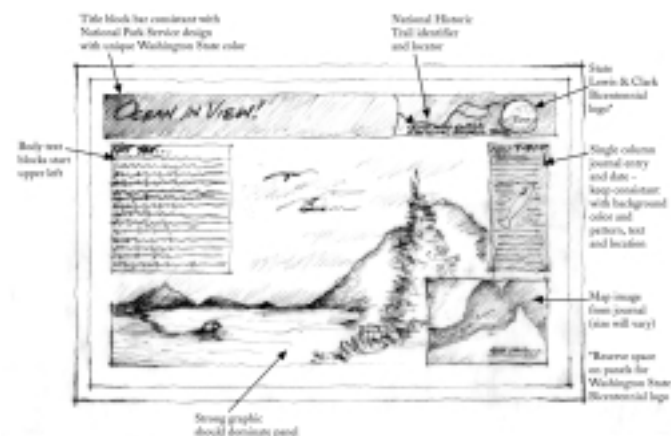 Title block bar consistent with
National Park Service design
with unique Washington State color
National Historic
Trail identifier
and locator
State
Lewis & Clark
Bicentennial
logo*
OCEAN IN VIEW!
Body text
blocks start
upper left
Single column
journal entry
and date –
keep consistent
with background
color and
pattern, text
and location
Map image
from journal
(size will vary)
*Reserve space
on panels for
Washington State
Bicentennial logo
Strong graphic
should dominate panel